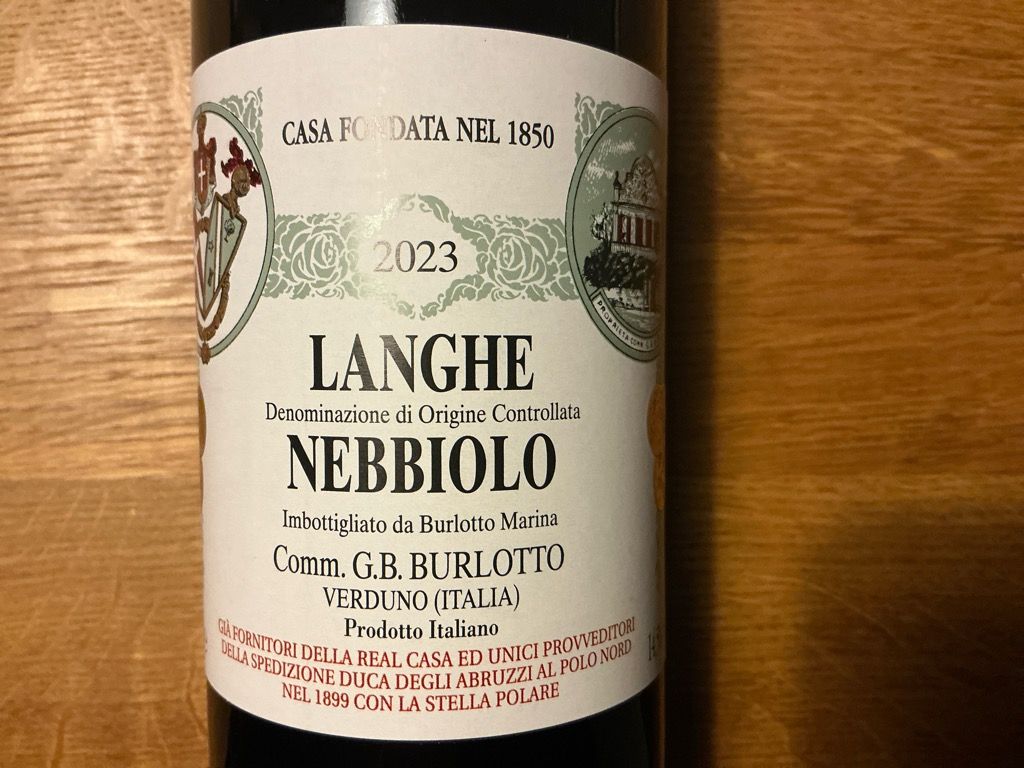 CASA FONDATA NEL 1850
2023
PROPRIETA COMM. G.B.
LANGHE
Denominazione di Origine Controllata
NEBBIOLO
Imbottigliato da Burlotto Marina
Comm. G.B. BURLOTTO
VERDUNO (ITALIA)
Prodotto Italiano
GIÀ FORNITORI DELLA REAL CASA ED UNICI PROVVEDITORI
DELLA SPEDIZIONE DUCA DEGLI ABRUZZI AL POLO NORD
NEL 1899 CON LA STELLA POLARE